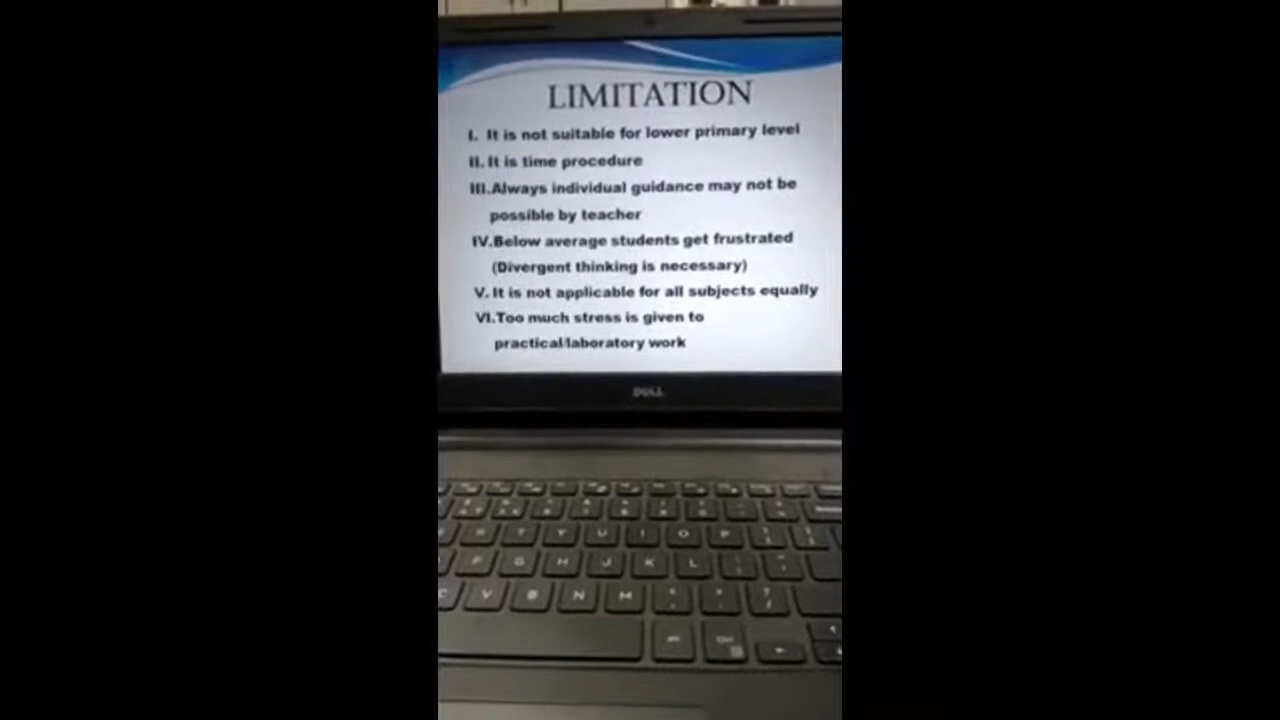 LIMITATION
I. It is not suitable for lower primary level
II. It is time procedure
III.Always individual guidance may not be
possible by teacher
IV.Below average students get frustrated
(Divergent thinking is necessary)
V. It is not applicable for all subjects equally
VI.Too much stress is given to
practical/laboratory work
DELL
T Y U I O P
F G H J K L
C V B N M